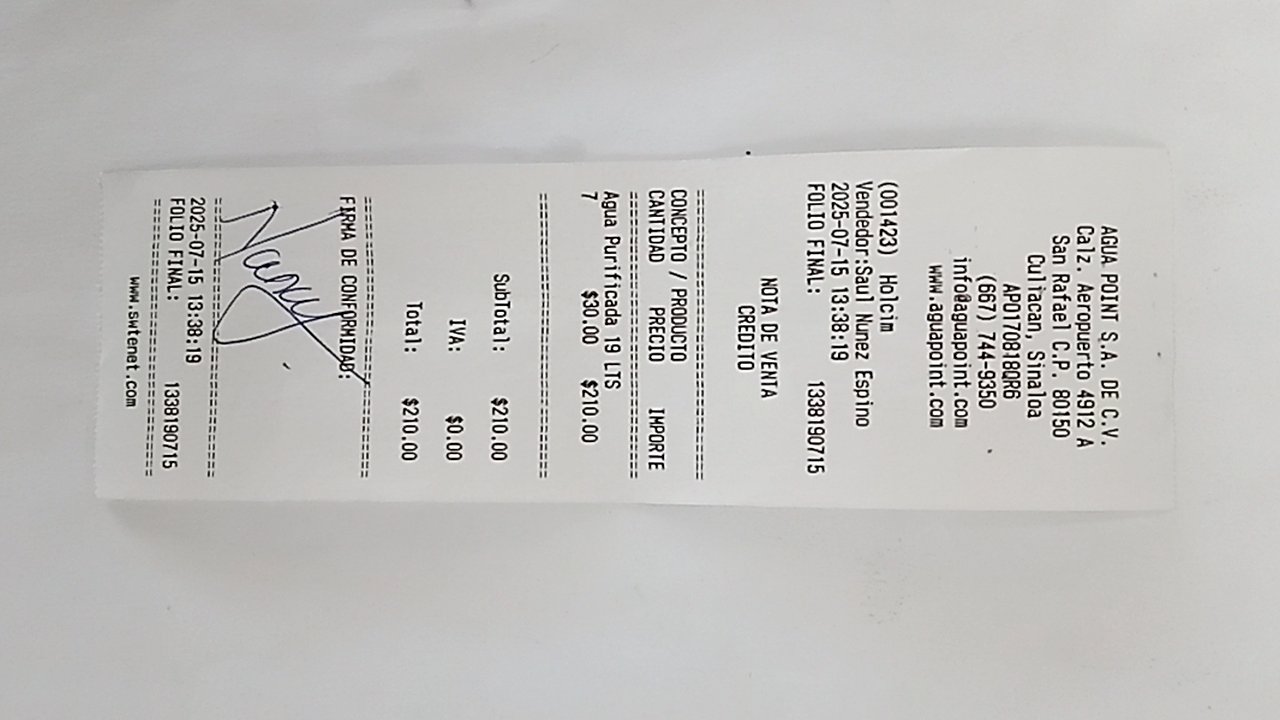 AGUA POINT S.A. DE C.V.
Calz. Aeropuerto 4912 A
San Rafael C.P. 80150
Culiacan, Sinaloa
APO170818QR6
(667) 744-9350
info@aguapoint.com
www.aguapoint.com
(001423) Holcim
Vendedor:Saul Nunez Espino
2025-07-15 13:38:19
FOLIO FINAL: 1338190715
NOTA DE VENTA
CREDITO
================================
CONCEPTO / PRODUCTO
CANTIDAD PRECIO IMPORTE
================================
Agua Purificada 19 LTS
7 $30.00 $210.00
================================
SubTotal: $210.00
IVA: $0.00
Total: $210.00
================================
FIRMA DE CONFORMIDAD:
Nancy
================================
2025-07-15 13:38:19
FOLIO FINAL: 1338190715
================================
www.swtenet.com